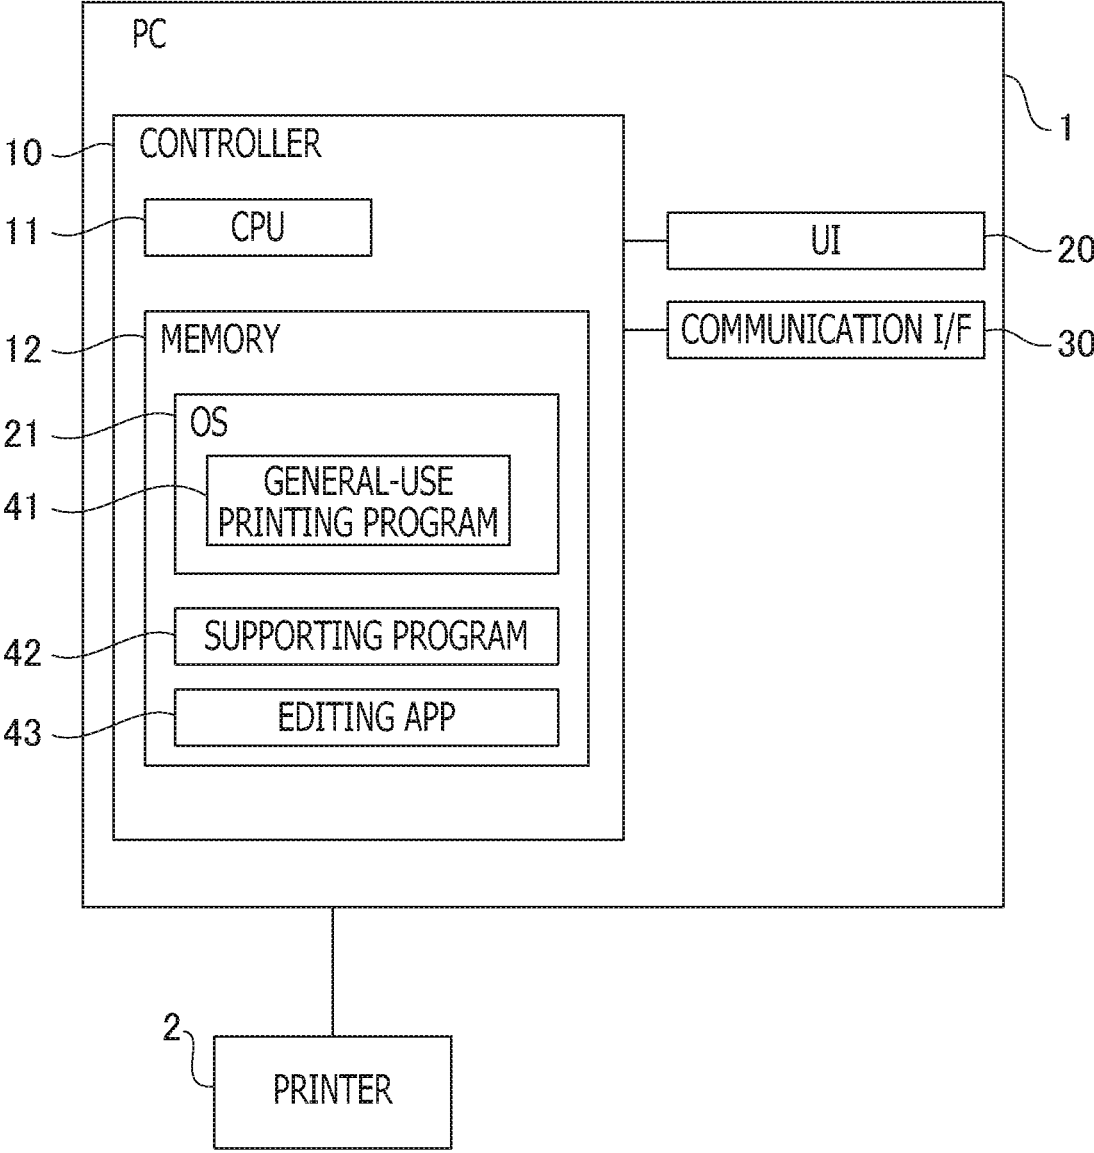 PC
1
10
CONTROLLER
11
CPU
UI
20
12
MEMORY
COMMUNICATION I/F
30
21
OS
41
GENERAL-USE
PRINTING PROGRAM
42
SUPPORTING PROGRAM
43
EDITING APP
2
PRINTER